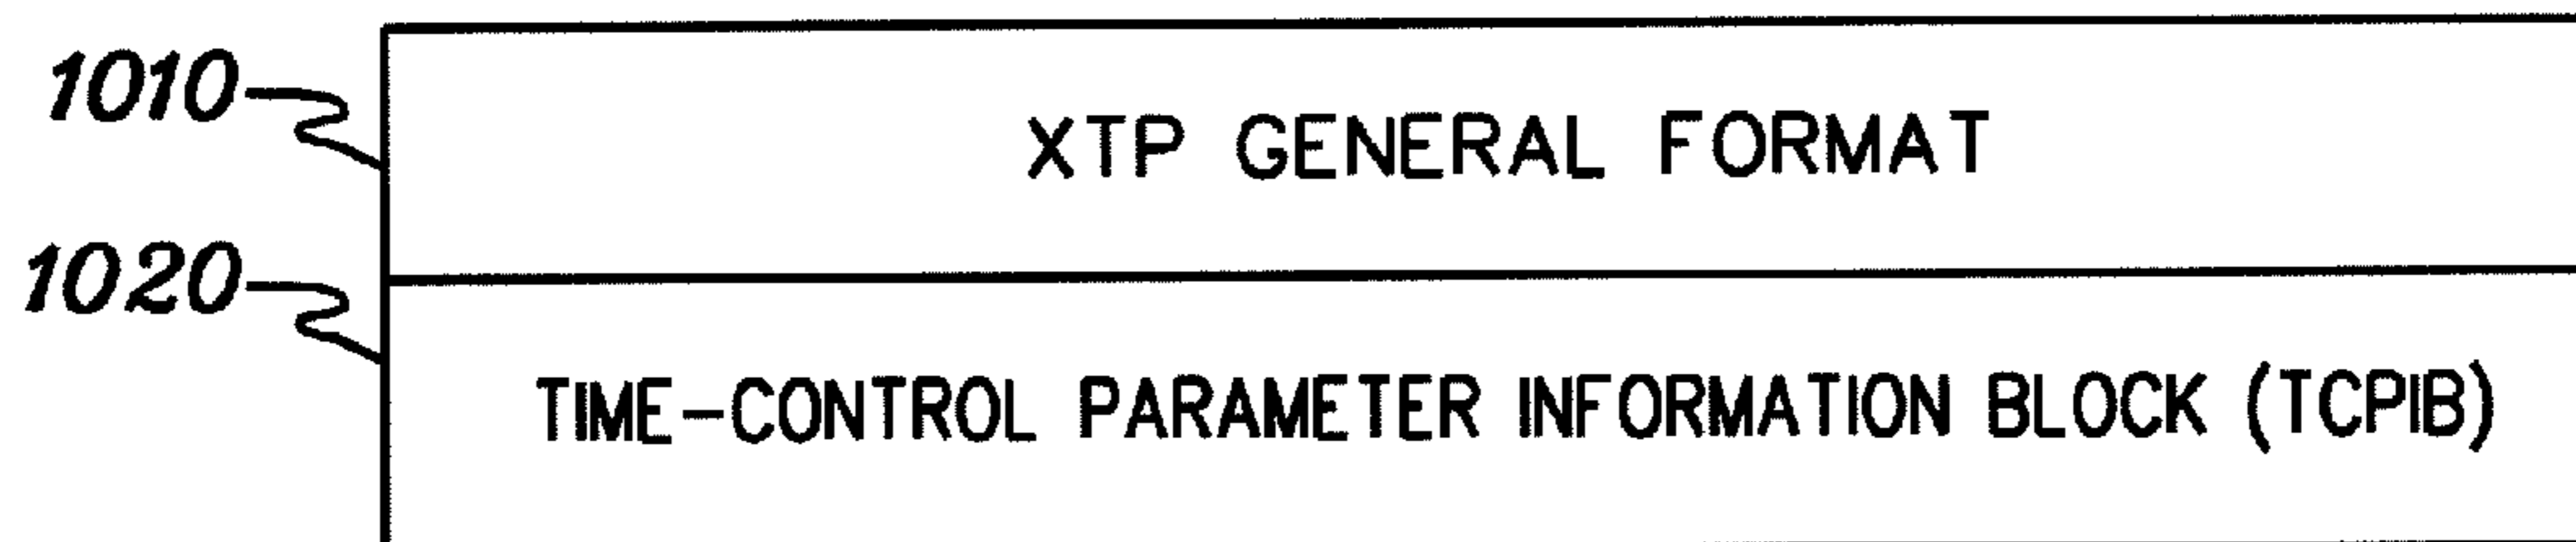 1010
XTP GENERAL FORMAT
1020
TIME-CONTROL PARAMETER INFORMATION BLOCK (TCPIB)